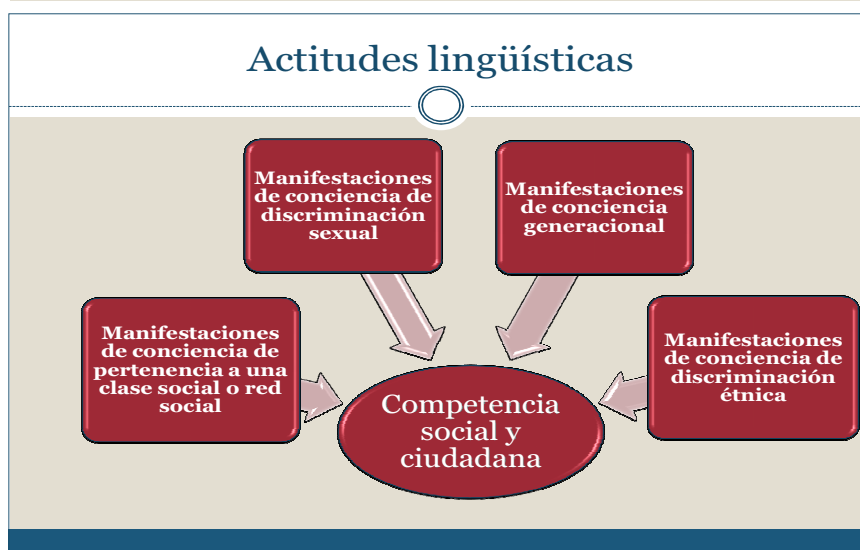 Actitudes lingüísticas
Manifestaciones
de conciencia de
discriminación
sexual
Manifestaciones
de conciencia
generacional
Manifestaciones
de conciencia de
pertenencia a una
clase social o red
social
Manifestaciones
de conciencia de
discriminación
étnica
Competencia
social y
ciudadana